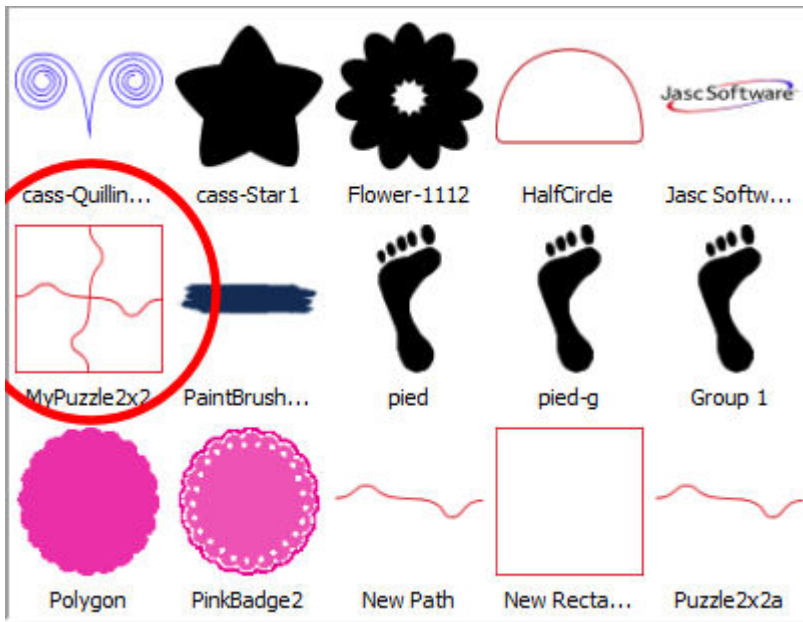 Jasc Software
cass-Quillin...
cass-Star1
Flower-1112
HalfCircle
Jasc Softw...
MyPuzzle2x2
PaintBrush...
pied
pied-g
Group 1
Polygon
PinkBadge2
New Path
New Recta...
Puzzle2x2a